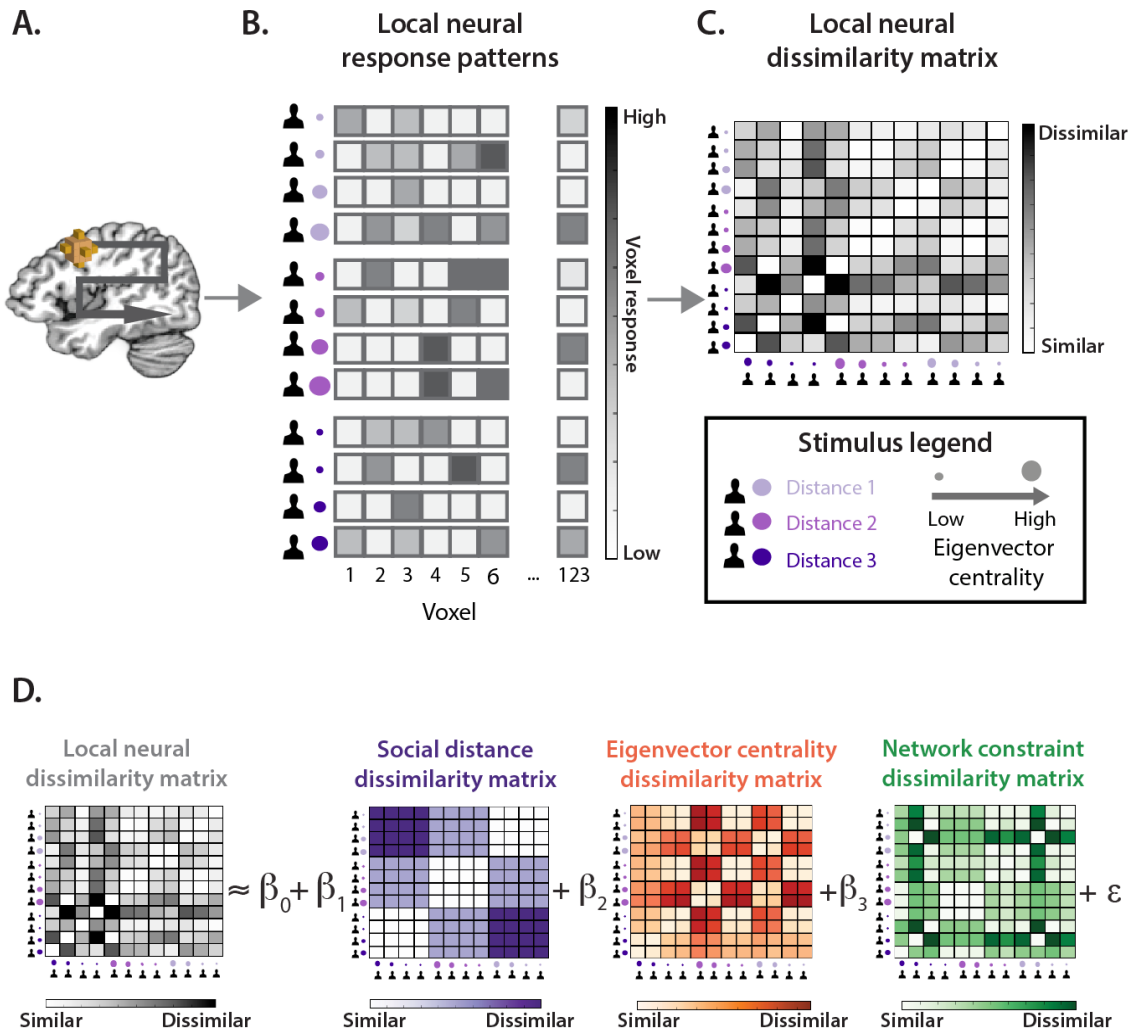 A.
B.
Local neural
response patterns
High
Voxel response
Low
1 2 3 4 5 6 ... 123
Voxel
C.
Local neural
dissimilarity matrix
Dissimilar
Similar
Stimulus legend
Distance 1
Distance 2
Distance 3
Low High
Eigenvector
centrality
D.
Local neural
dissimilarity matrix
Similar Dissimilar
≈ β0 + β1
Social distance
dissimilarity matrix
Similar Dissimilar
+ β2
Eigenvector centrality
dissimilarity matrix
Similar Dissimilar
+ β3
Network constraint
dissimilarity matrix
Similar Dissimilar
+ ε